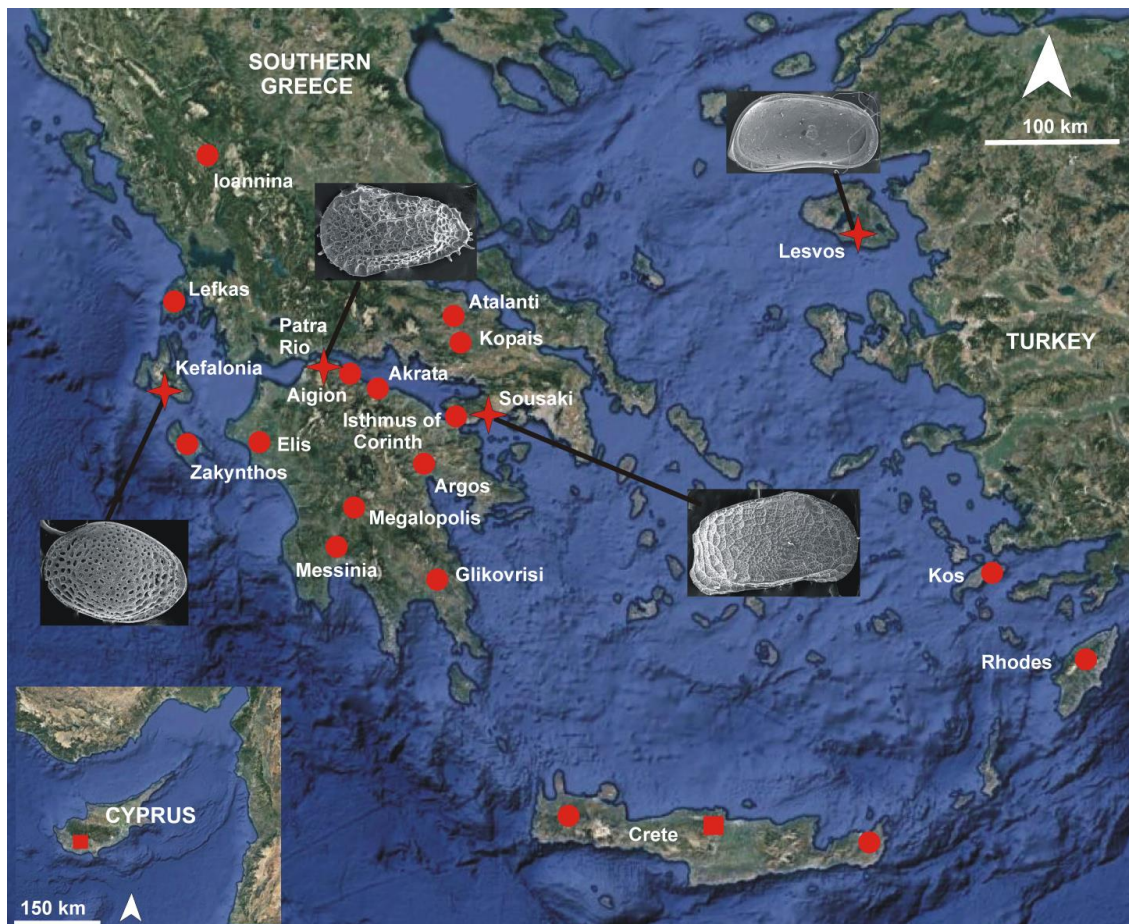 SOUTHERN
GREECE
100 km
Ioannina
Lesvos
Lefkas
Atalanti
Patra
Rio
Kopais
TURKEY
Kefalonia
Akrata
Aigion
Sousaki
Isthmus of
Corinth
Elis
Zakynthos
Argos
Megalopolis
Messinia
Glikovrisi
Kos
Rhodes
CYPRUS
Crete
150 km